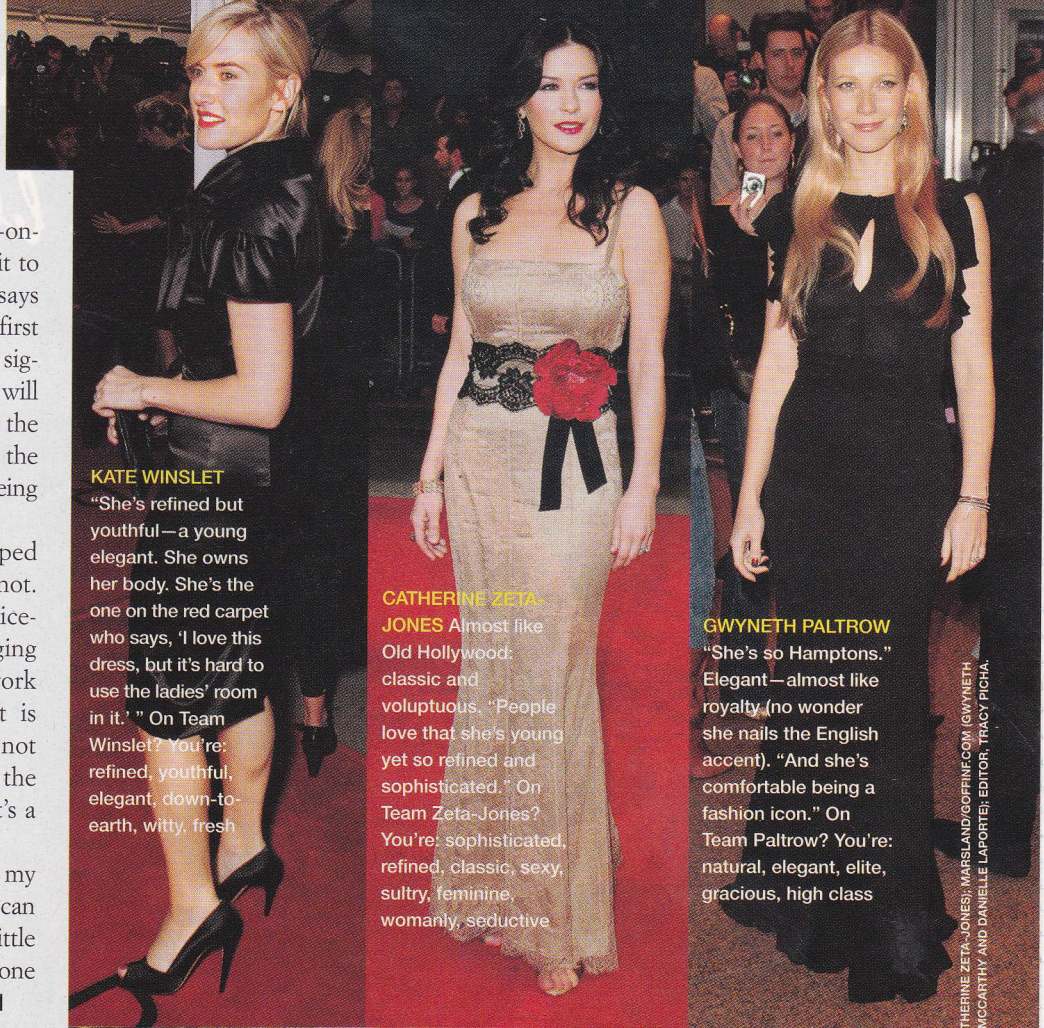 -on-
it to
says
first
sig-
will
the
the
eing
ped
not.
ice-
ging
ork
t is
not
the
t's a
my
can
ittle
one
KATE WINSLET
“She’s refined but
youthful—a young
elegant. She owns
her body. She’s the
one on the red carpet
who says, ‘I love this
dress, but it’s hard to
use the ladies’ room
in it.’ ” On Team
Winslet? You’re:
refined, youthful,
elegant, down-to-
earth, witty, fresh
CATHERINE ZETA-
JONES Almost like
Old Hollywood:
classic and
voluptuous. “People
love that she’s young
yet so refined and
sophisticated.” On
Team Zeta-Jones?
You’re: sophisticated,
refined, classic, sexy,
sultry, feminine,
womanly, seductive
GWYNETH PALTROW
“She’s so Hamptons.”
Elegant—almost like
royalty (no wonder
she nails the English
accent). “And she’s
comfortable being a
fashion icon.” On
Team Paltrow? You’re:
natural, elegant, elite,
gracious, high class
THERINE ZETA-JONES); MARSLAND/GOFFINE.COM (GWYNETH
MCCARTHY AND DANIELLE LAPORTE); EDITOR, TRACY PICHA.